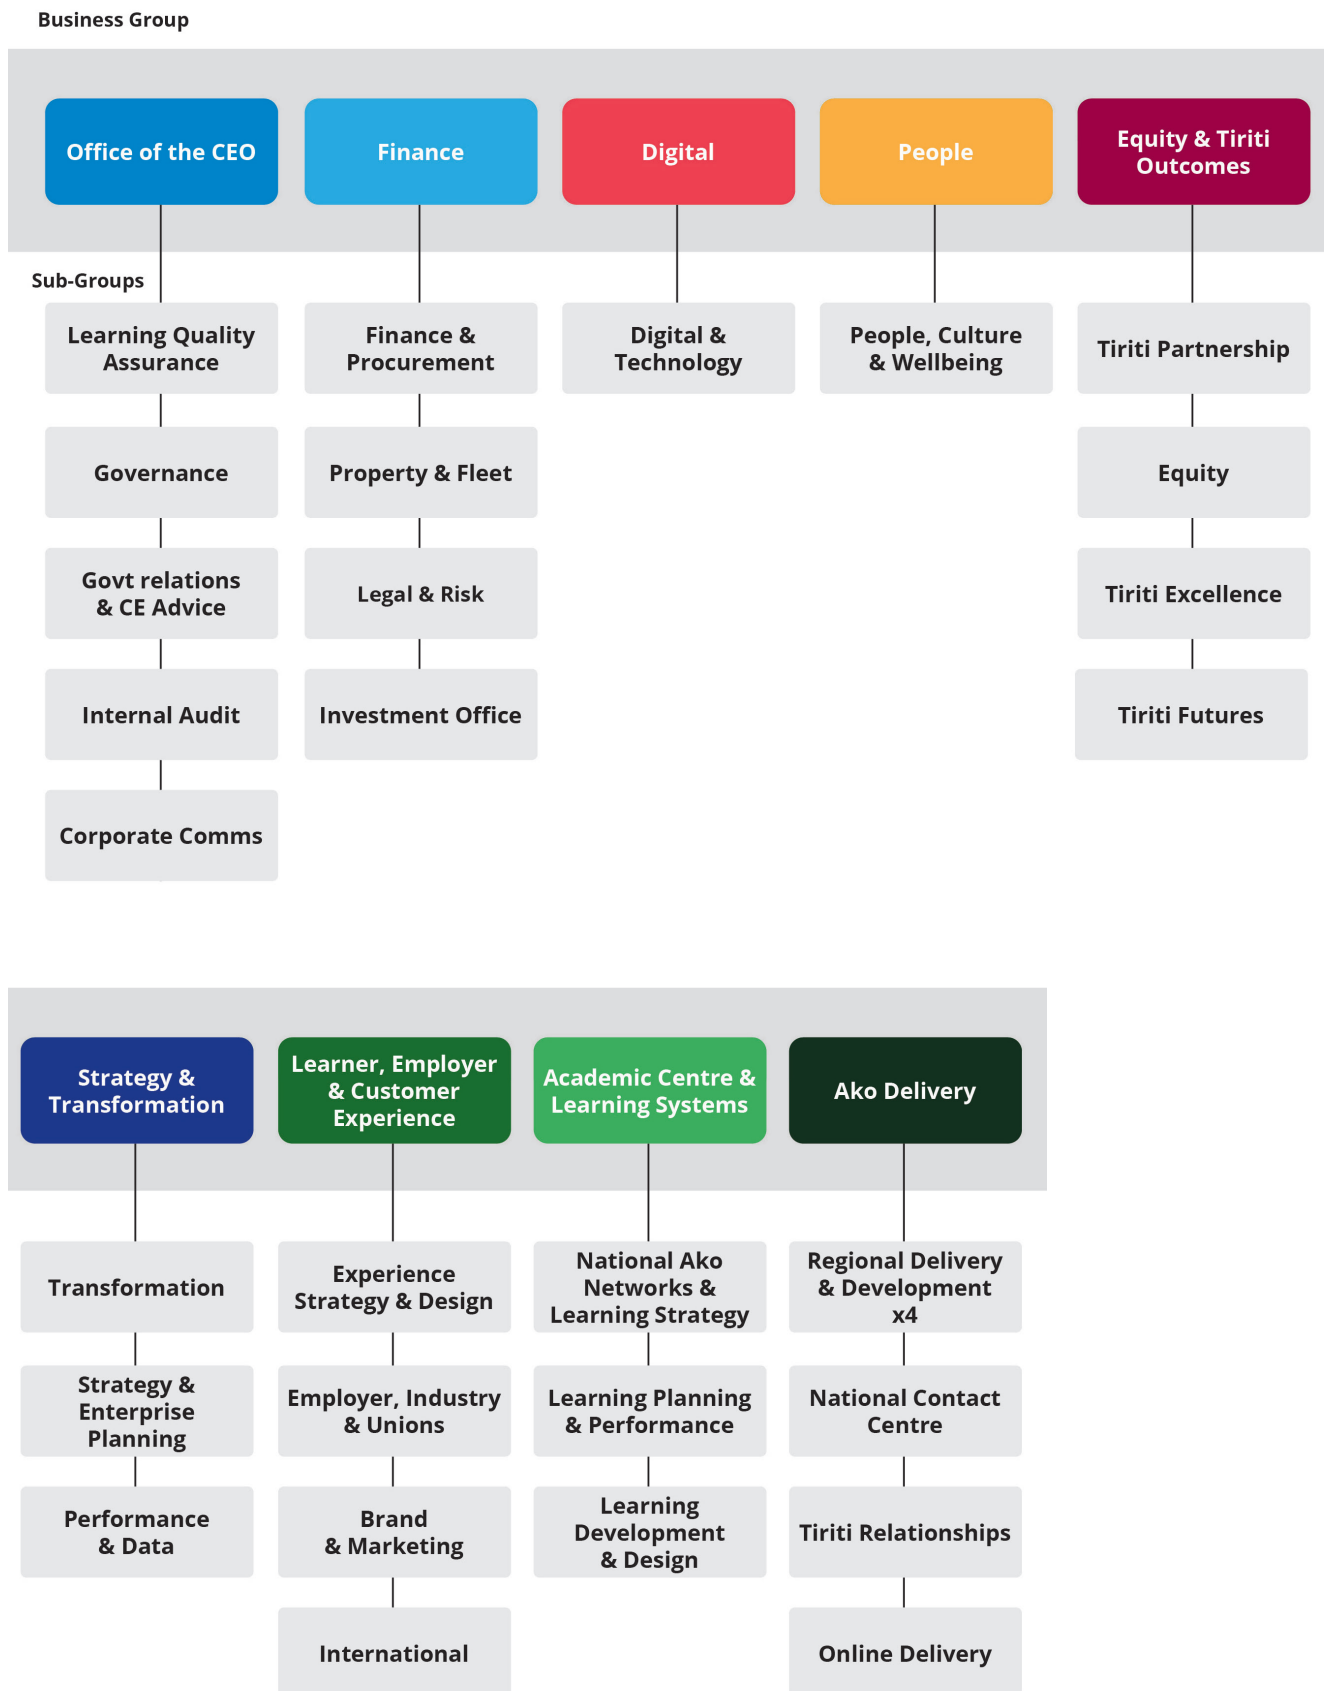 Business Group
Office of the CEO
Finance
Digital
People
Equity & Tiriti
Outcomes
Sub-Groups
Learning Quality
Assurance
Finance &
Procurement
Digital &
Technology
People, Culture
& Wellbeing
Tiriti Partnership
Governance
Property & Fleet
Equity
Govt relations
& CE Advice
Legal & Risk
Tiriti Excellence
Internal Audit
Investment Office
Tiriti Futures
Corporate Comms
Strategy &
Transformation
Learner, Employer
& Customer
Experience
Academic Centre &
Learning Systems
Ako Delivery
Transformation
Experience
Strategy & Design
National Ako
Networks &
Learning Strategy
Regional Delivery
& Development
x4
Strategy &
Enterprise
Planning
Employer, Industry
& Unions
Learning Planning
& Performance
National Contact
Centre
Performance
& Data
Brand
& Marketing
Learning
Development
& Design
Tiriti Relationships
International
Online Delivery